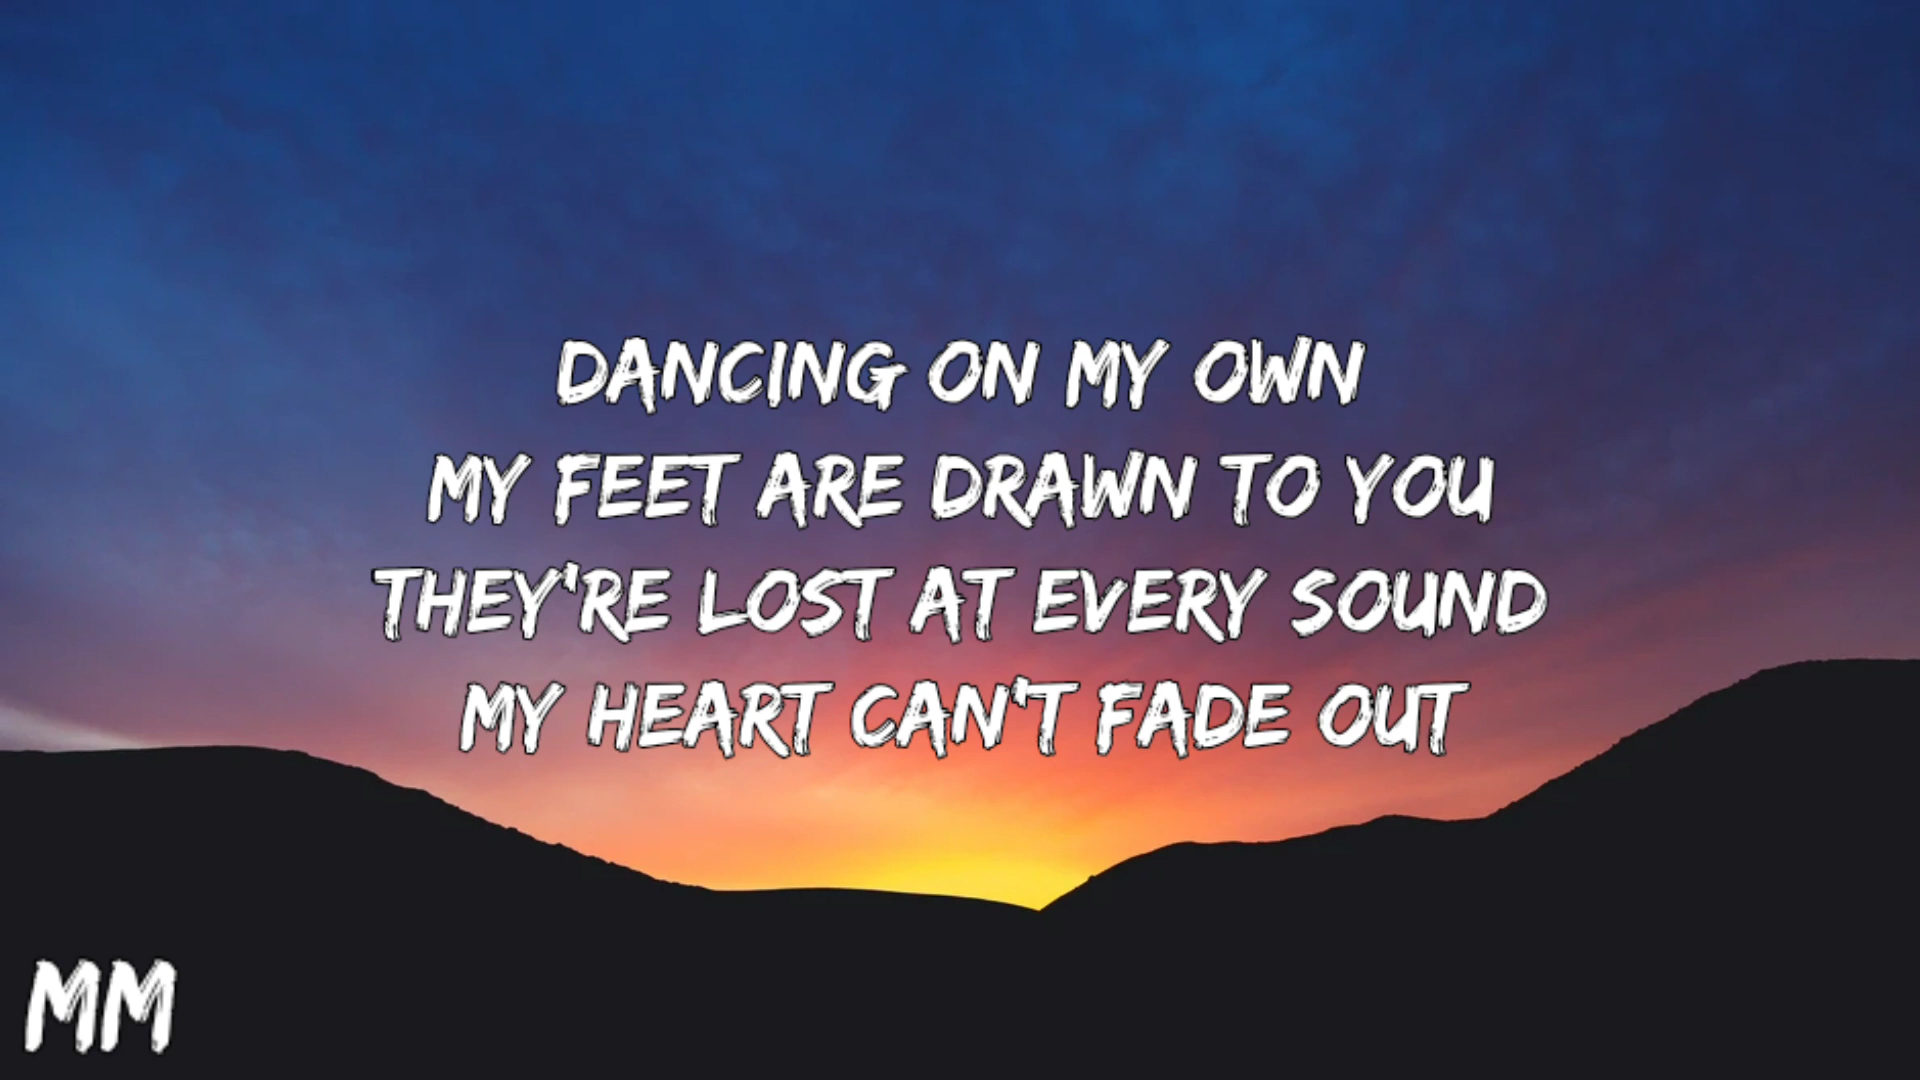 DANCING ON MY OWN
MY FEET ARE DRAWN TO YOU
THEY'RE LOST AT EVERY SOUND
MY HEART CAN'T FADE OUT
MM